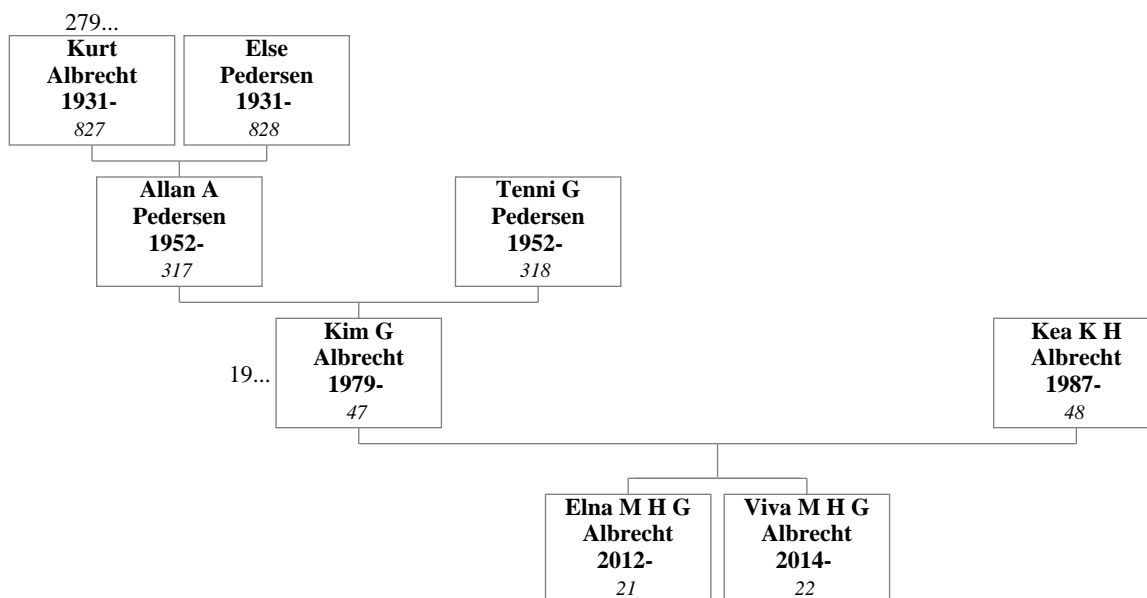 279...
Kurt
Albrecht
1931-
827
Else
Pedersen
1931-
828
Allan A
Pedersen
1952-
317
Tenni G
Pedersen
1952-
318
19...
Kim G
Albrecht
1979-
47
Kea K H
Albrecht
1987-
48
Elna M H G
Albrecht
2012-
21
Viva M H G
Albrecht
2014-
22